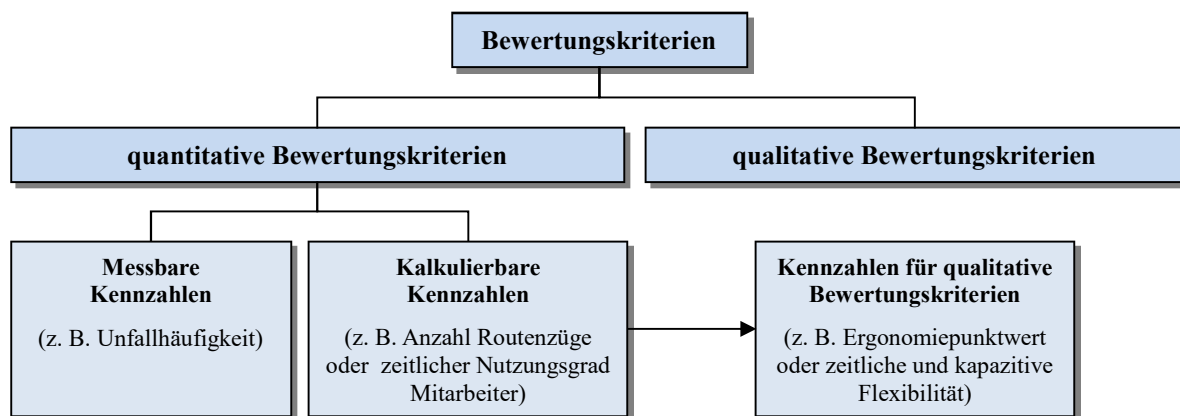 Bewertungskriterien
quantitative Bewertungskriterien
qualitative Bewertungskriterien
Messbare
Kennzahlen
(z. B. Unfallhäufigkeit)
Kalkulierbare
Kennzahlen
(z. B. Anzahl Routenzüge
oder zeitlicher Nutzungsgrad
Mitarbeiter)
Kennzahlen für qualitative
Bewertungskriterien
(z. B. Ergonomiepunktwert
oder zeitliche und kapazitive
Flexibilität)